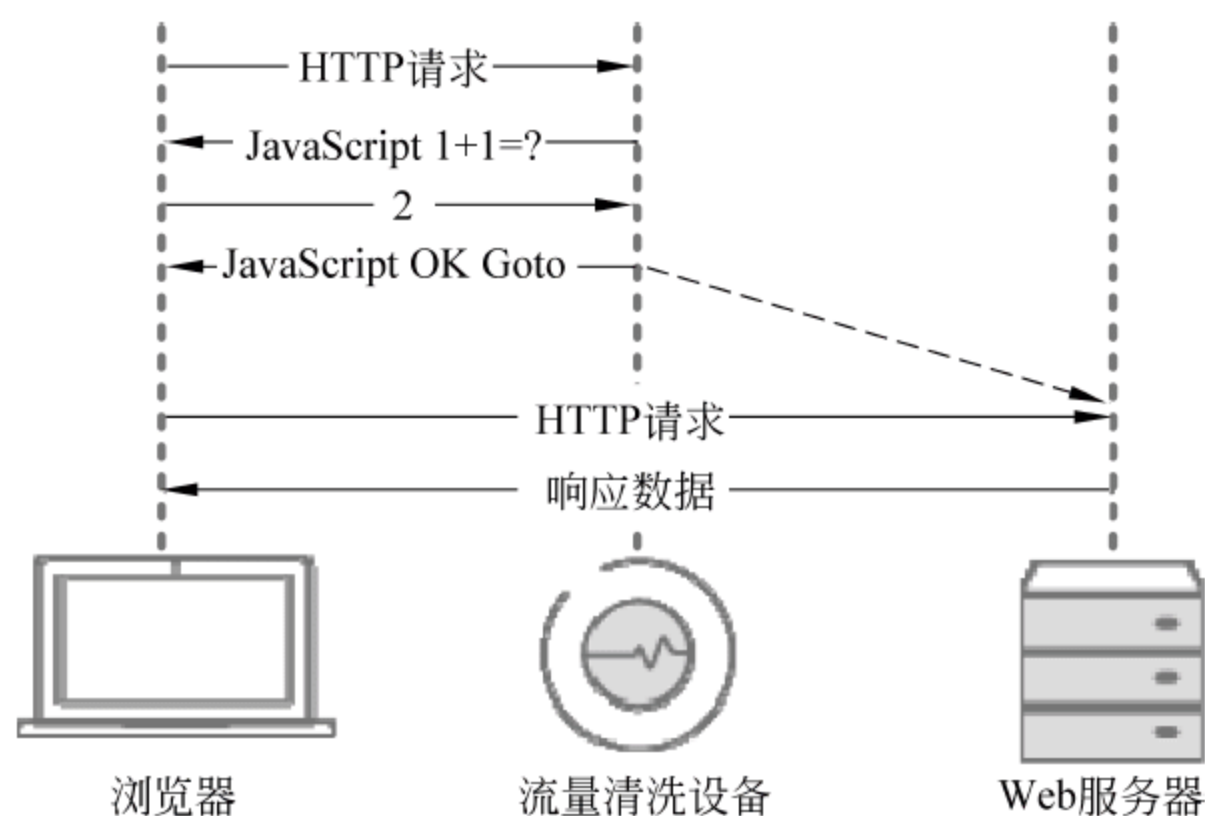 HTTP请求
JavaScript 1+1=?
2
JavaScript OK Goto
HTTP请求
响应数据
浏览器
流量清洗设备
Web服务器